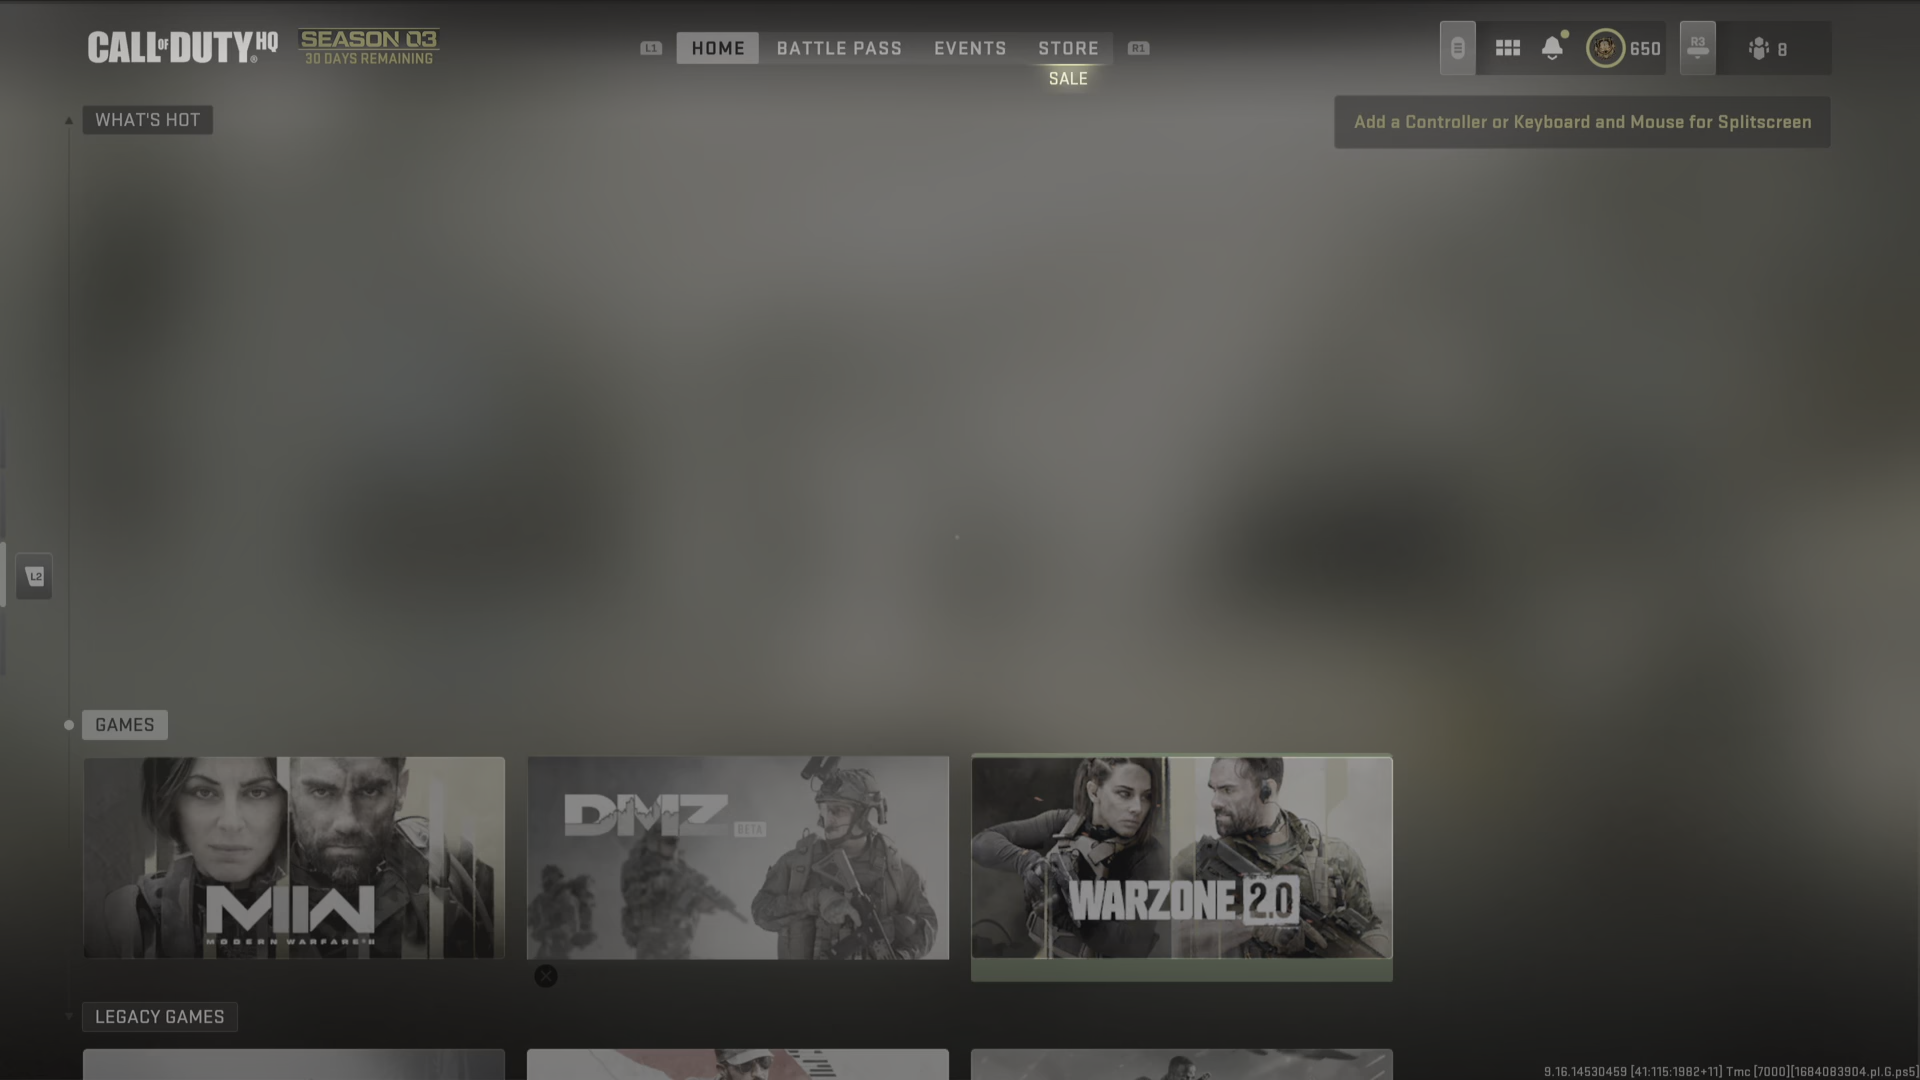 CALL OF DUTY HQ
SEASON 03
30 DAYS REMAINING
L1
HOME
BATTLE PASS
EVENTS
STORE
R1
SALE
650
R3
8
WHAT'S HOT
Add a Controller or Keyboard and Mouse for Splitscreen
L2
GAMES
MW
MODERN WARFARE II
DMZ
BETA
WARZONE 2.0
LEGACY GAMES
9.16.14530459 [41:115:1982+11] Tmc [7000][1684083904.pl.G.ps5]